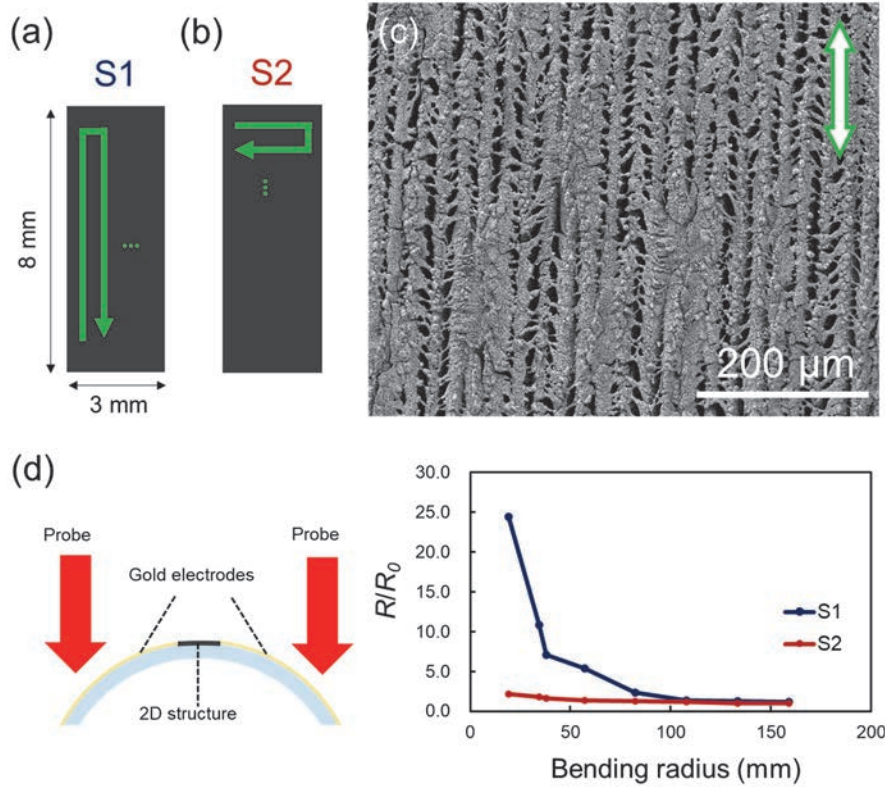 (a)
(b)
(c)
S1
S2
8 mm
3 mm
200 µm
(d)
Probe
Probe
Gold electrodes
2D structure
R/R0
30.0
25.0
20.0
15.0
10.0
5.0
0.0
0
50
100
150
200
S1
S2
Bending radius (mm)